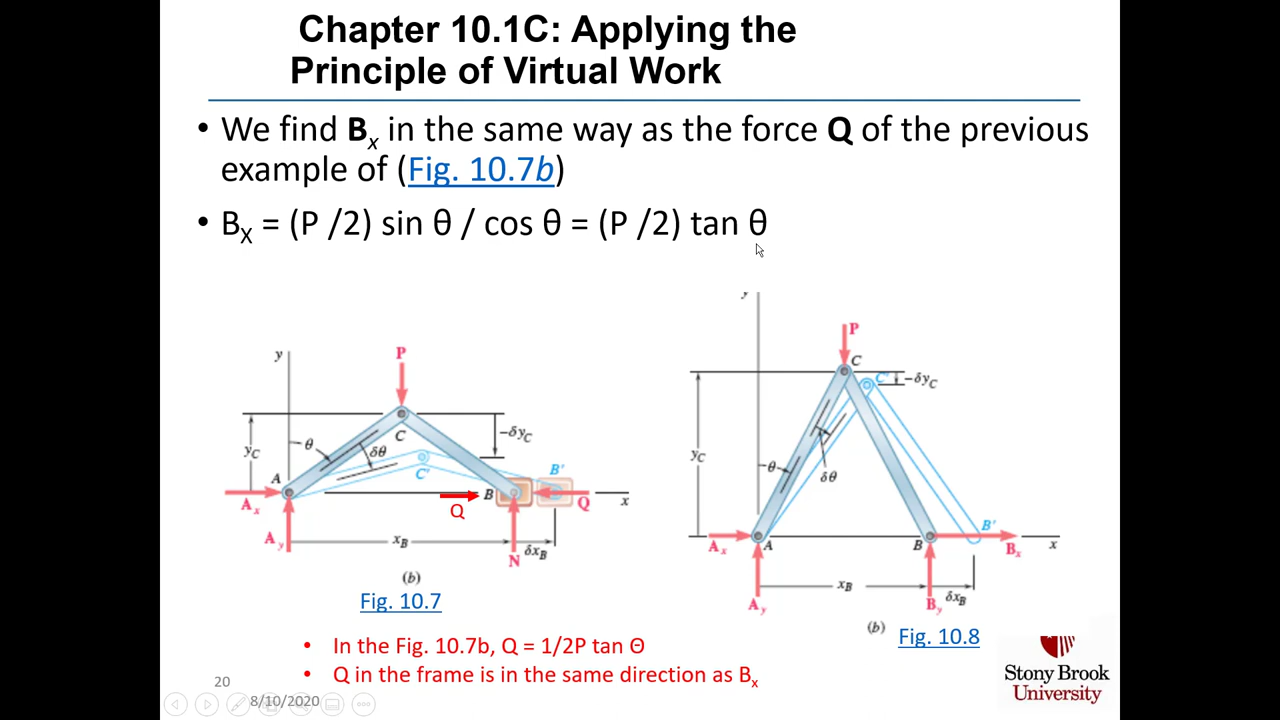 Chapter 10.1C: Applying the
Principle of Virtual Work
• We find Bx in the same way as the force Q of the previous
example of (Fig. 10.7b)
• BX = (P /2) sin θ / cos θ = (P /2) tan θ
y
P
C
θ
δθ
yC
-δyC
C'
A
B
B'
Ax
Q
Q
x
Ay
xB
δxB
N
(b)
Fig. 10.7
y
P
C
C'
-δyC
yC
θ
δθ
A
B
B'
Ax
Bx
x
xB
Ay
By
δxB
(b)
Fig. 10.8
• In the Fig. 10.7b, Q = 1/2P tan Θ
• Q in the frame is in the same direction as Bx
Stony Brook
University
20
8/10/2020